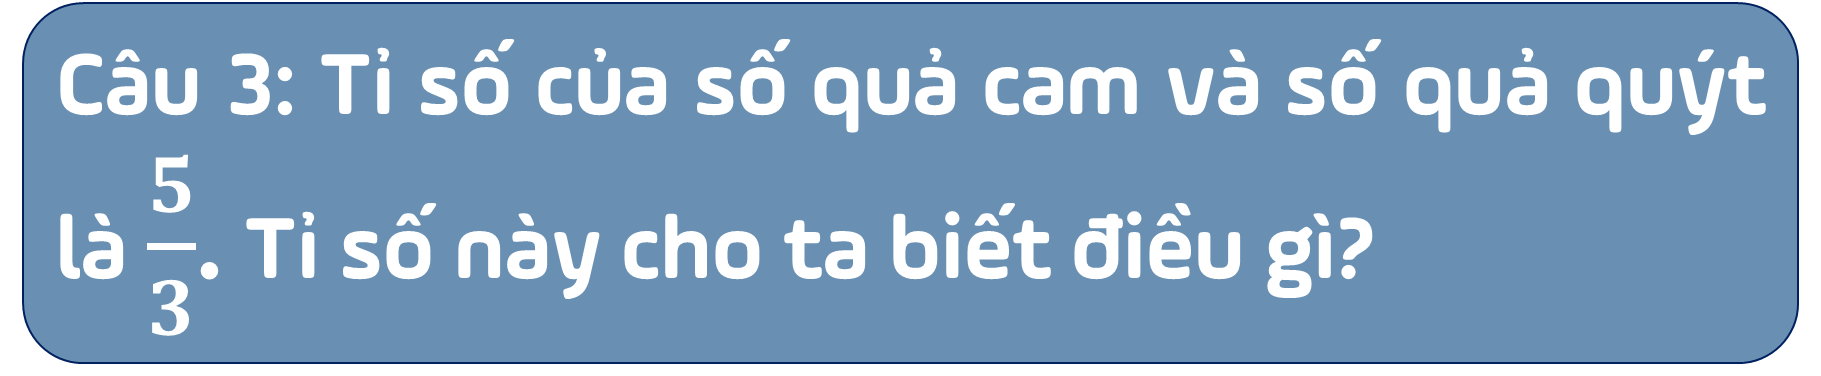 Câu 3: Tỉ số của số quả cam và số quả quýt
là 5/3. Tỉ số này cho ta biết điều gì?